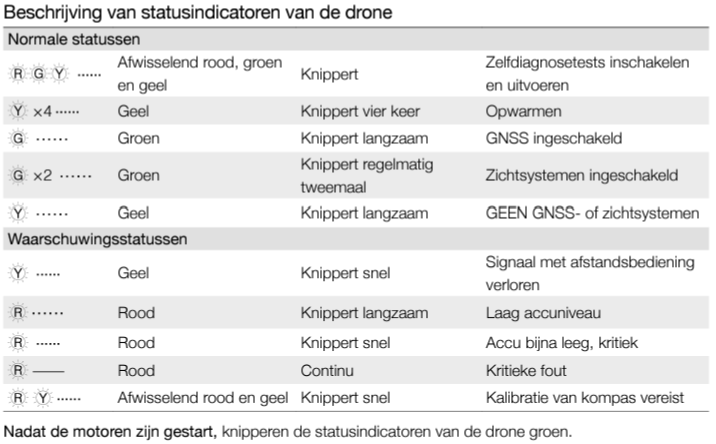 Beschrijving van statusindicatoren van de drone
Normale statussen
R G Y ...... Afwisselend rood, groen en geel Knippert Zelfdiagnosetests inschakelen en uitvoeren
Y ×4 ...... Geel Knippert vier keer Opwarmen
G ...... Groen Knippert langzaam GNSS ingeschakeld
G ×2 ...... Groen Knippert regelmatig tweemaal Zichtsystemen ingeschakeld
Y ...... Geel Knippert langzaam GEEN GNSS- of zichtsystemen
Waarschuwingsstatussen
Y ...... Geel Knippert snel Signaal met afstandsbediening verloren
R ...... Rood Knippert langzaam Laag accuniveau
R ...... Rood Knippert snel Accu bijna leeg, kritiek
R —— Rood Continu Kritieke fout
R Y ...... Afwisselend rood en geel Knippert snel Kalibratie van kompas vereist
Nadat de motoren zijn gestart, knipperen de statusindicatoren van de drone groen.